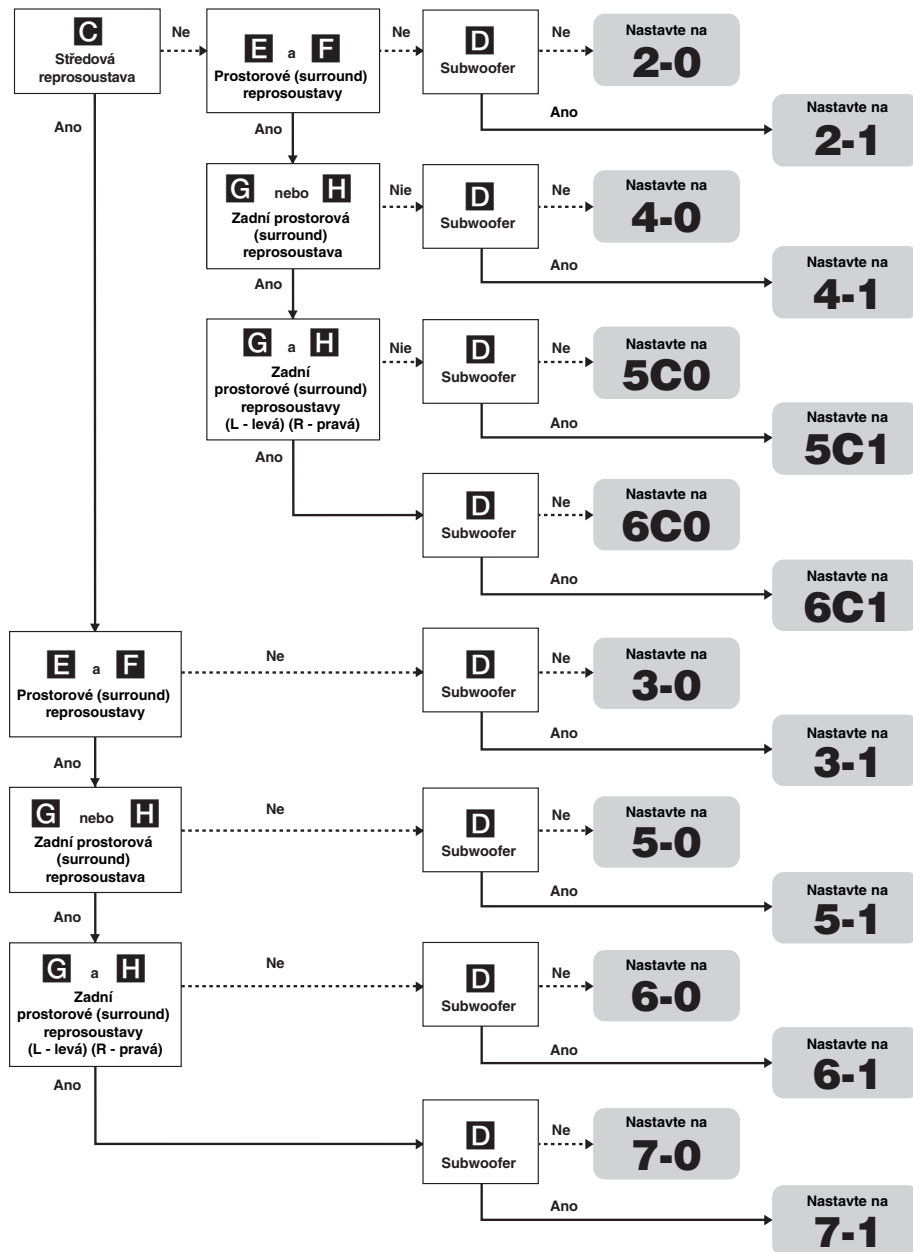 C
Středová
reprosoustava
Ne
E a F
Prostorové (surround)
reprosoustavy
Ne
D
Subwoofer
Ne
Nastavte na
2-0
Ano
Ano
Ano
Nastavte na
2-1
G nebo H
Zadní prostorová
(surround)
reprosoustava
Nie
D
Subwoofer
Ne
Nastavte na
4-0
Ano
Ano
Nastavte na
4-1
G a H
Zadní
prostorové (surround)
reprosoustavy
(L - levá) (R - pravá)
Nie
D
Subwoofer
Ne
Nastavte na
5C0
Ano
Nastavte na
5C1
Ano
D
Subwoofer
Ne
Nastavte na
6C0
Ano
Nastavte na
6C1
E a F
Prostorové (surround)
reprosoustavy
Ne
D
Subwoofer
Ne
Nastavte na
3-0
Ano
Nastavte na
3-1
Ano
G nebo H
Zadní prostorová
(surround)
reprosoustava
Ne
D
Subwoofer
Ne
Nastavte na
5-0
Ano
Nastavte na
5-1
Ano
G a H
Zadní
prostorové (surround)
reprosoustavy
(L - levá) (R - pravá)
Ne
D
Subwoofer
Ne
Nastavte na
6-0
Ano
Nastavte na
6-1
Ano
D
Subwoofer
Ne
Nastavte na
7-0
Ano
Nastavte na
7-1